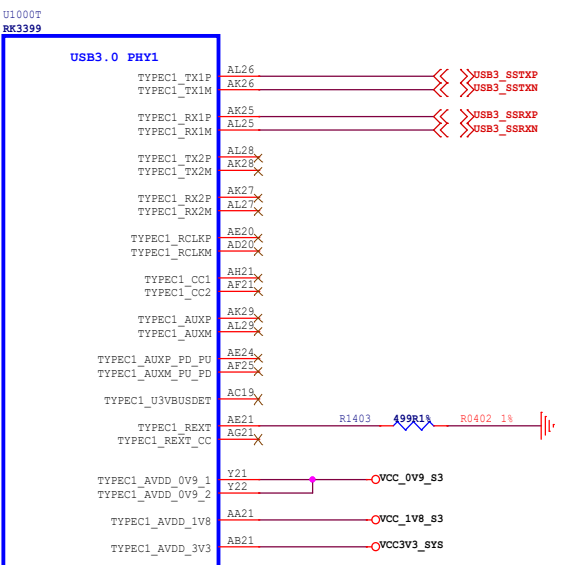 U1000T
RK3399
USB3.0 PHY1
TYPEC1_TX1P AL26 USB3_SSTXP
TYPEC1_TX1M AK26 USB3_SSTXN
TYPEC1_RX1P AK25 USB3_SSRXP
TYPEC1_RX1M AL25 USB3_SSRXN
TYPEC1_TX2P AL28
TYPEC1_TX2M AK28
TYPEC1_RX2P AK27
TYPEC1_RX2M AL27
TYPEC1_RCLKP AE20
TYPEC1_RCLKM AD20
TYPEC1_CC1 AH21
TYPEC1_CC2 AF21
TYPEC1_AUXP AK29
TYPEC1_AUXM AL29
TYPEC1_AUXP_PD_PU AE24
TYPEC1_AUXM_PU_PD AF25
TYPEC1_U3VBUSDET AC19
TYPEC1_REXT AE21 R1403 499R1% R0402 1%
TYPEC1_REXT_CC AG21
TYPEC1_AVDD_0V9_1 Y21 VCC_0V9_S3
TYPEC1_AVDD_0V9_2 Y22
TYPEC1_AVDD_1V8 AA21 VCC_1V8_S3
TYPEC1_AVDD_3V3 AB21 VCC3V3_SYS